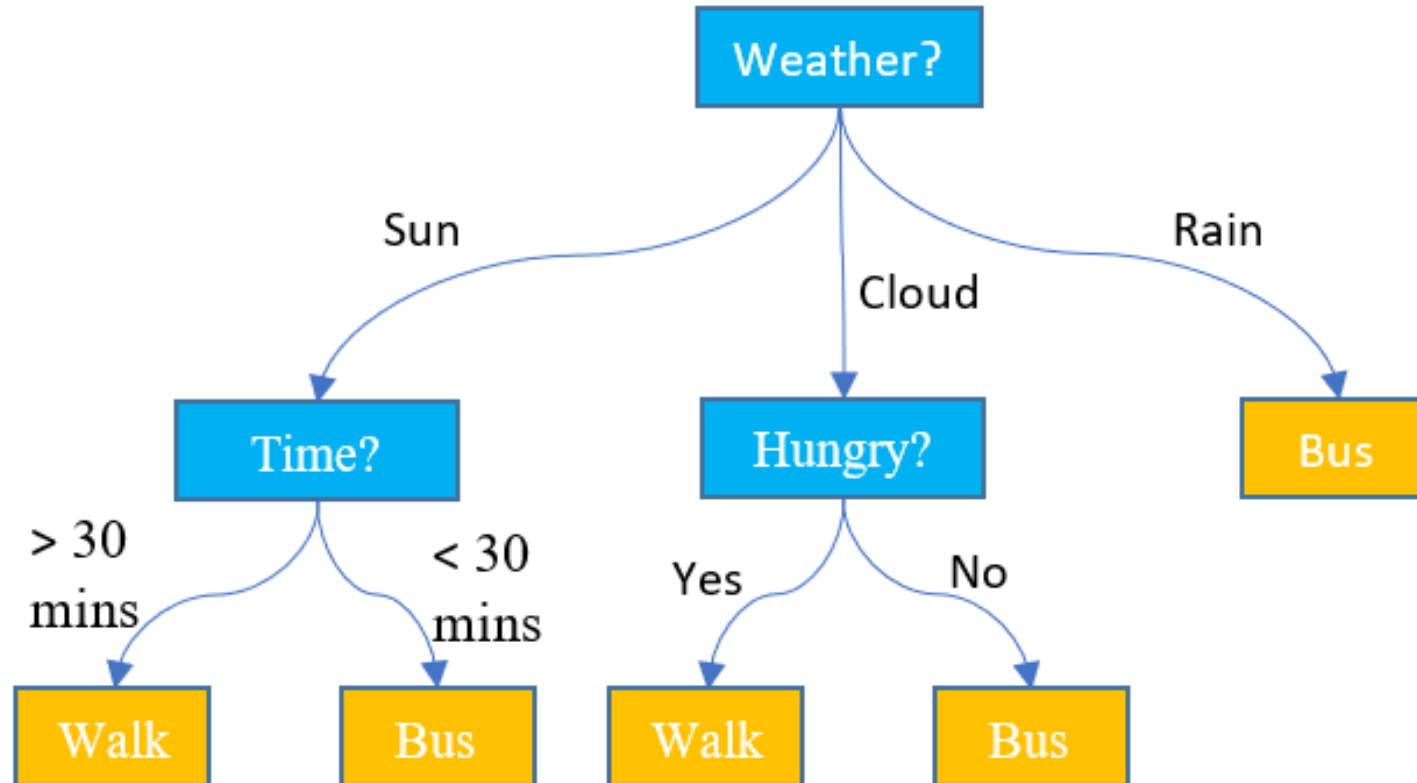 Weather?
Sun
Rain
Cloud
Time?
Hungry?
Bus
> 30
mins
< 30
mins
Yes
No
Walk
Bus
Walk
Bus